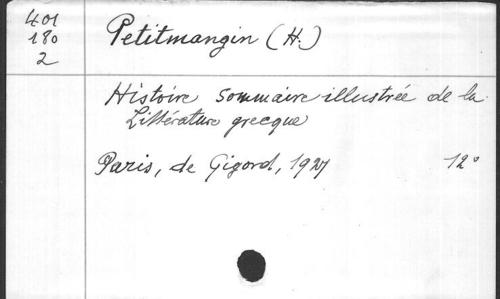 401
180
2
Petitmangin (H.)
Histoire sommaire illustrée de la
Littérature grecque
Paris, de Gigord, 1927 12°